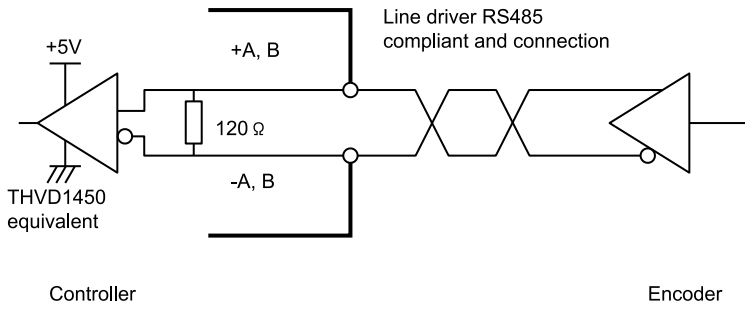 Line driver RS485
compliant and connection
+5V
+A, B
120 Ω
-A, B
THVD1450
equivalent
Controller
Encoder